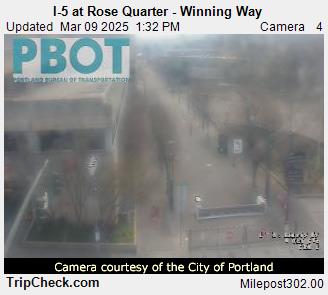 I-5 at Rose Quarter - Winning Way
Updated Mar 09 2025 1:32 PM Camera 4
PBOT
PORTLAND BUREAU OF TRANSPORTATION
Camera courtesy of the City of Portland
TripCheck.com Milepost302.00